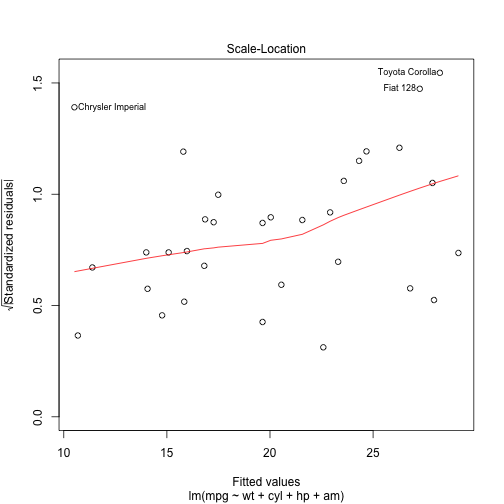 Scale-Location
√|Standardized residuals|
0.0
0.5
1.0
1.5
Toyota Corolla
Fiat 128
Chrysler Imperial
10
15
20
25
Fitted values
lm(mpg ~ wt + cyl + hp + am)